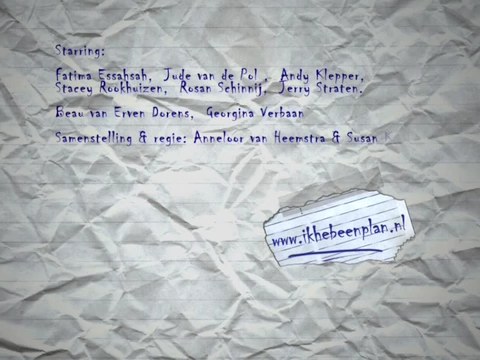 Starring:
Fatima Essahsah, Jude van de Pol , Andy Klepper,
Stacey Rookhuizen, Rosan Schinnij, Jerry Straten.
Beau van Erven Dorens, Georgina Verbaan
Samenstelling & regie: Anneloor van Heemstra & Susan
www.ikhebeenplan.nl